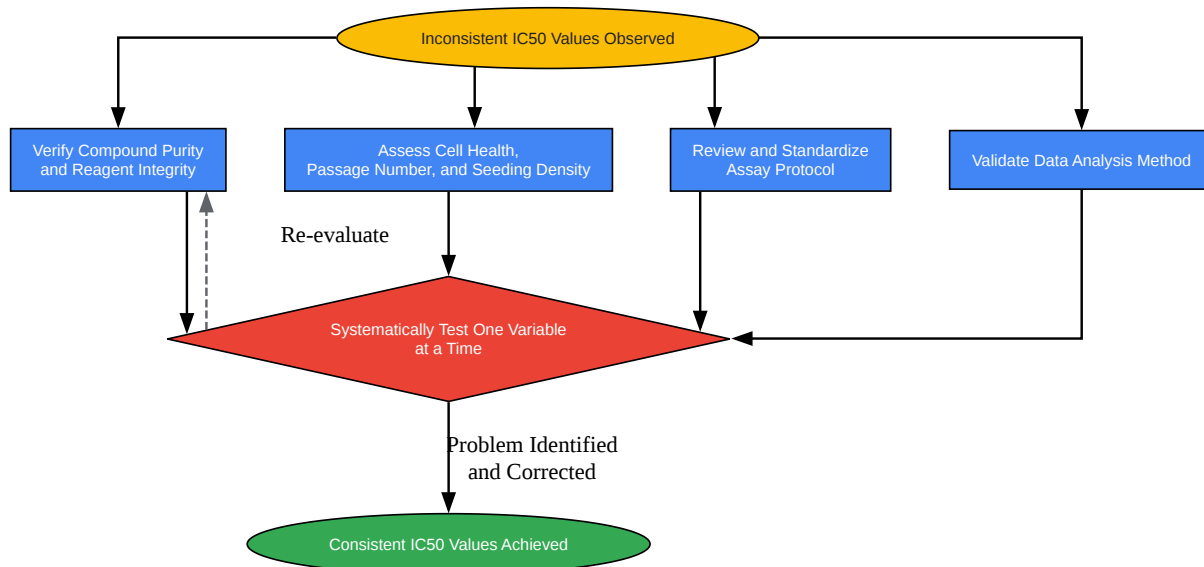 Inconsistent IC50 Values Observed
Verify Compound Purity
and Reagent Integrity
Assess Cell Health,
Passage Number, and Seeding Density
Review and Standardize
Assay Protocol
Validate Data Analysis Method
Re-evaluate
Systematically Test One Variable
at a Time
Problem Identified
and Corrected
Consistent IC50 Values Achieved